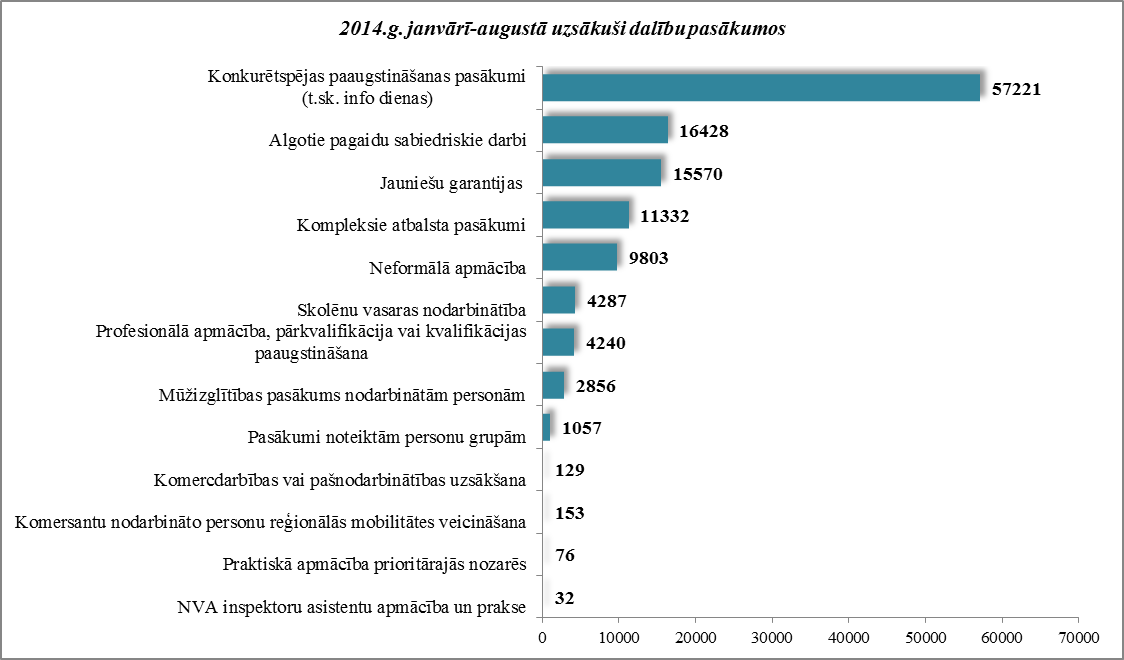 2014.g. janvārī-augustā uzsākuši dalību pasākumos
Konkurētspējas paaugstināšanas pasākumi
(t.sk. info dienas)
57221
Algotie pagaidu sabiedriskie darbi
16428
Jauniešu garantijas
15570
Kompleksie atbalsta pasākumi
11332
Neformālā apmācība
9803
Skolēnu vasaras nodarbinātība
4287
Profesionālā apmācība, pārkvalifikācija vai kvalifikācijas
paaugstināšana
4240
Mūžizglītības pasākums nodarbinātām personām
2856
Pasākumi noteiktām personu grupām
1057
Komercdarbības vai pašnodarbinātības uzsākšana
129
Komersantu nodarbināto personu reģionālās mobilitātes veicināšana
153
Praktiskā apmācība prioritārajās nozarēs
76
NVA inspektoru asistentu apmācība un prakse
32
0 10000 20000 30000 40000 50000 60000 70000